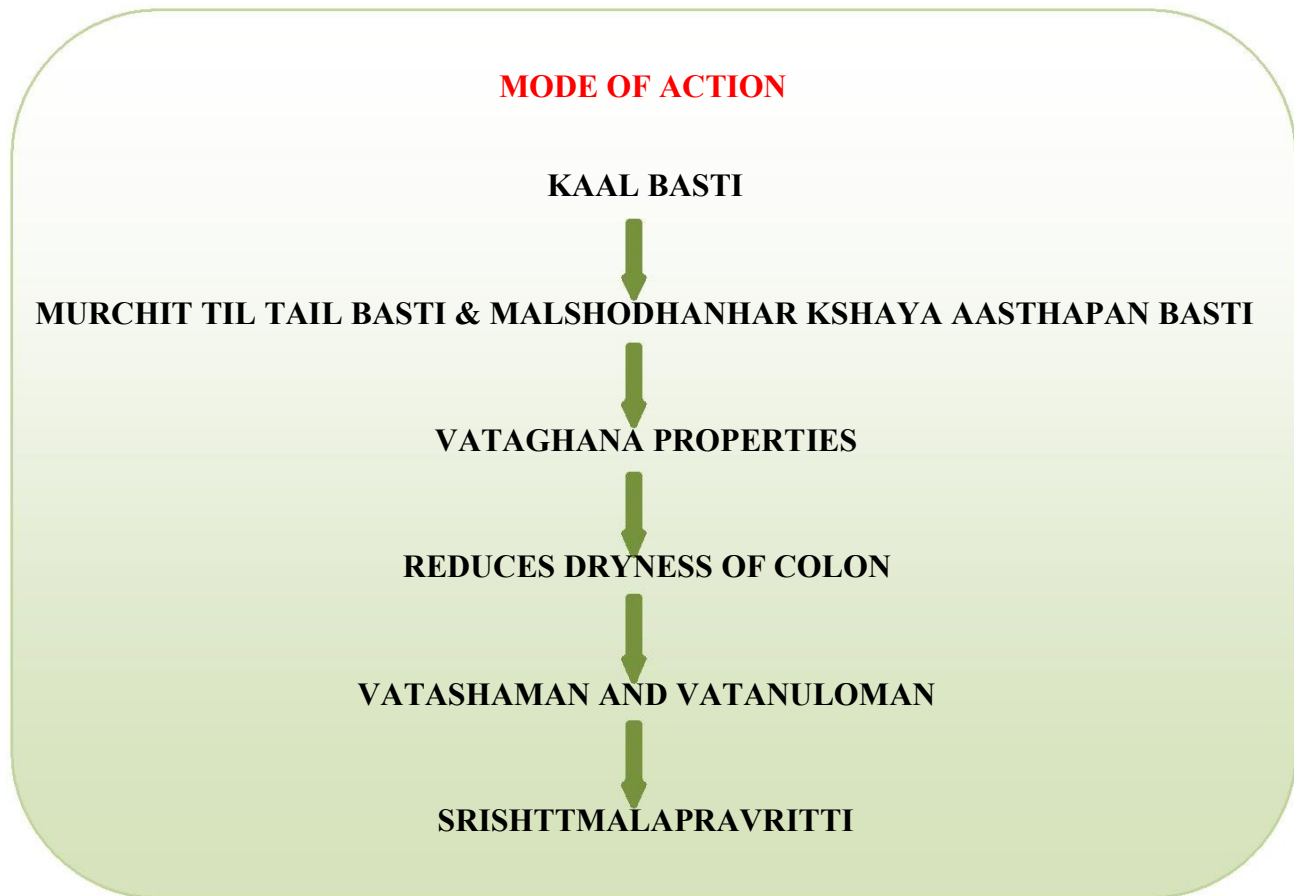 MODE OF ACTION
KAAL BASTI
MURCHIT TIL TAIL BASTI & MALSHODHANHAR KSHAYA AASTHAPAN BASTI
VATAGHANA PROPERTIES
REDUCES DRYNESS OF COLON
VATASHAMAN AND VATANULOMAN
SRISHTTMALAPRAVRITTI